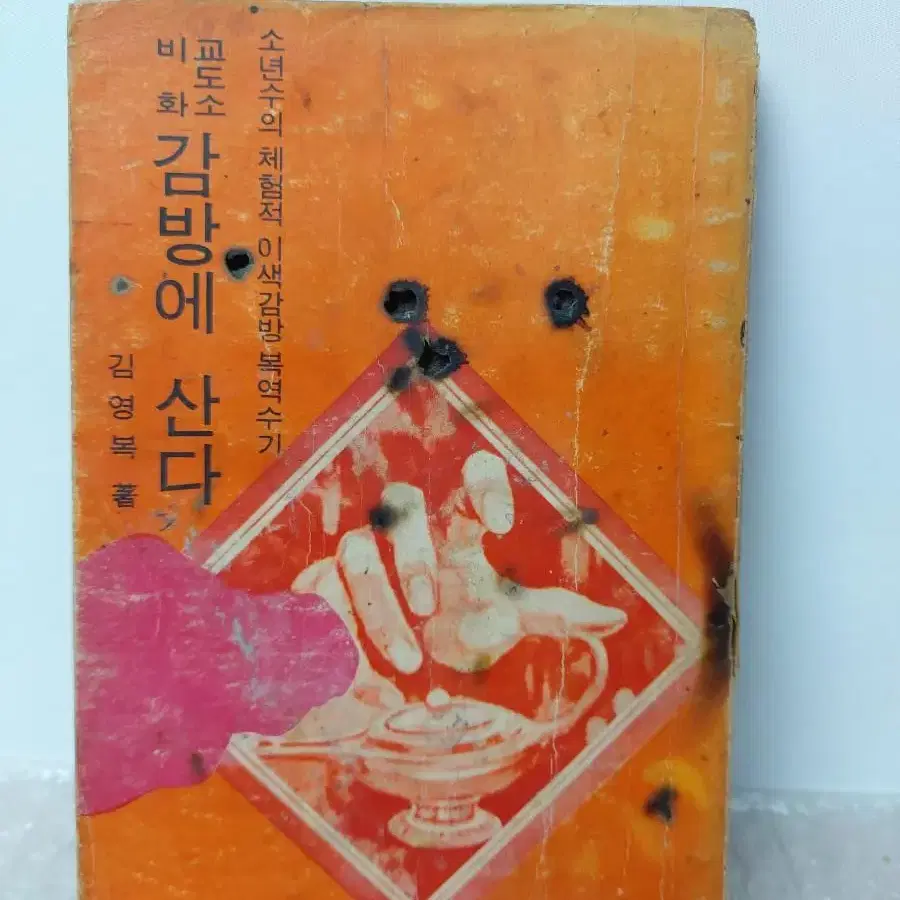 소년수의 체험적 이색감방 복역수기
교도소
비화
감방에 산다
김영복 著